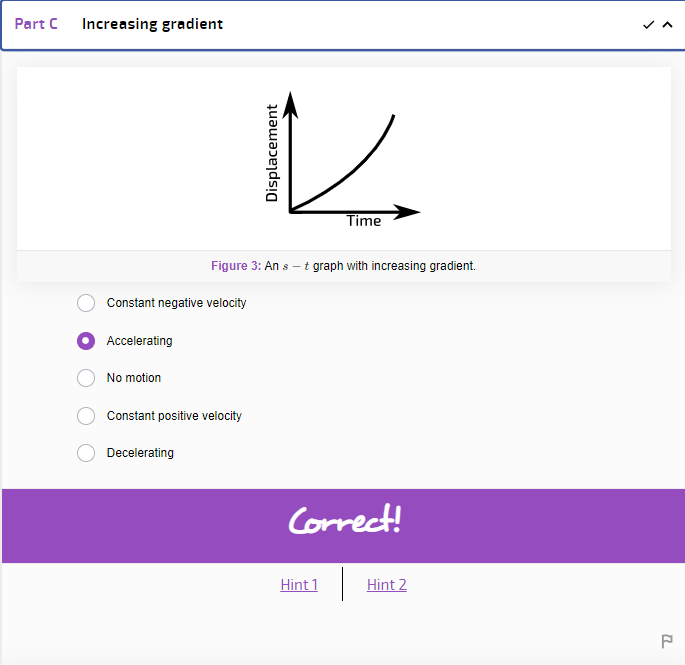 Part C Increasing gradient
Displacement
Time
Figure 3: An s − t graph with increasing gradient.
Constant negative velocity
Accelerating
No motion
Constant positive velocity
Decelerating
Correct!
Hint 1 Hint 2